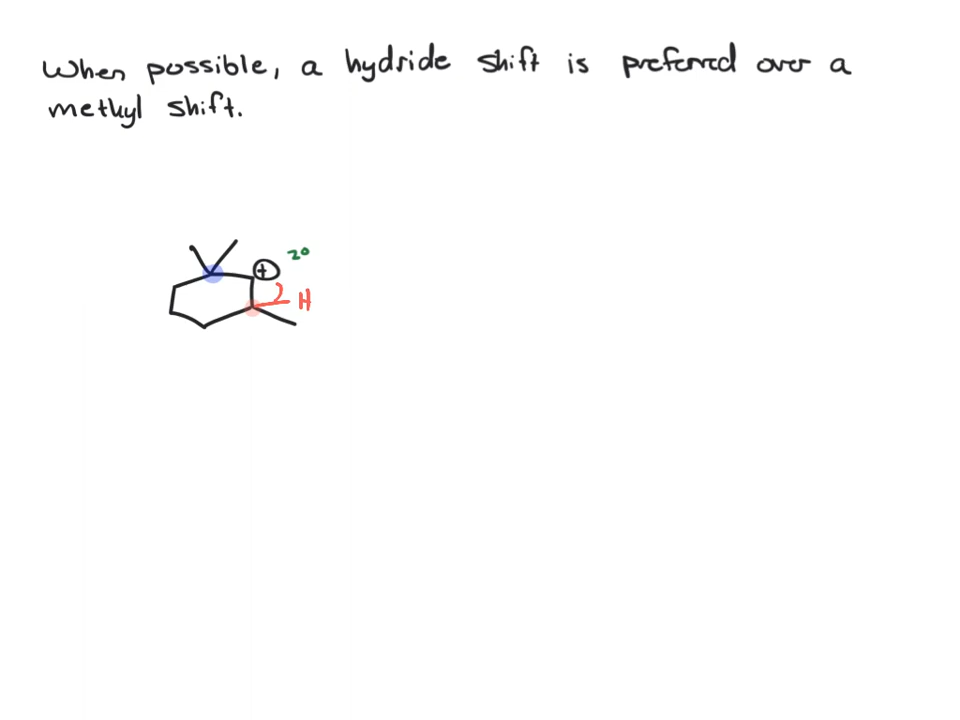 When possible, a hydride shift is preferred over a
methyl shift.
+
2°
H